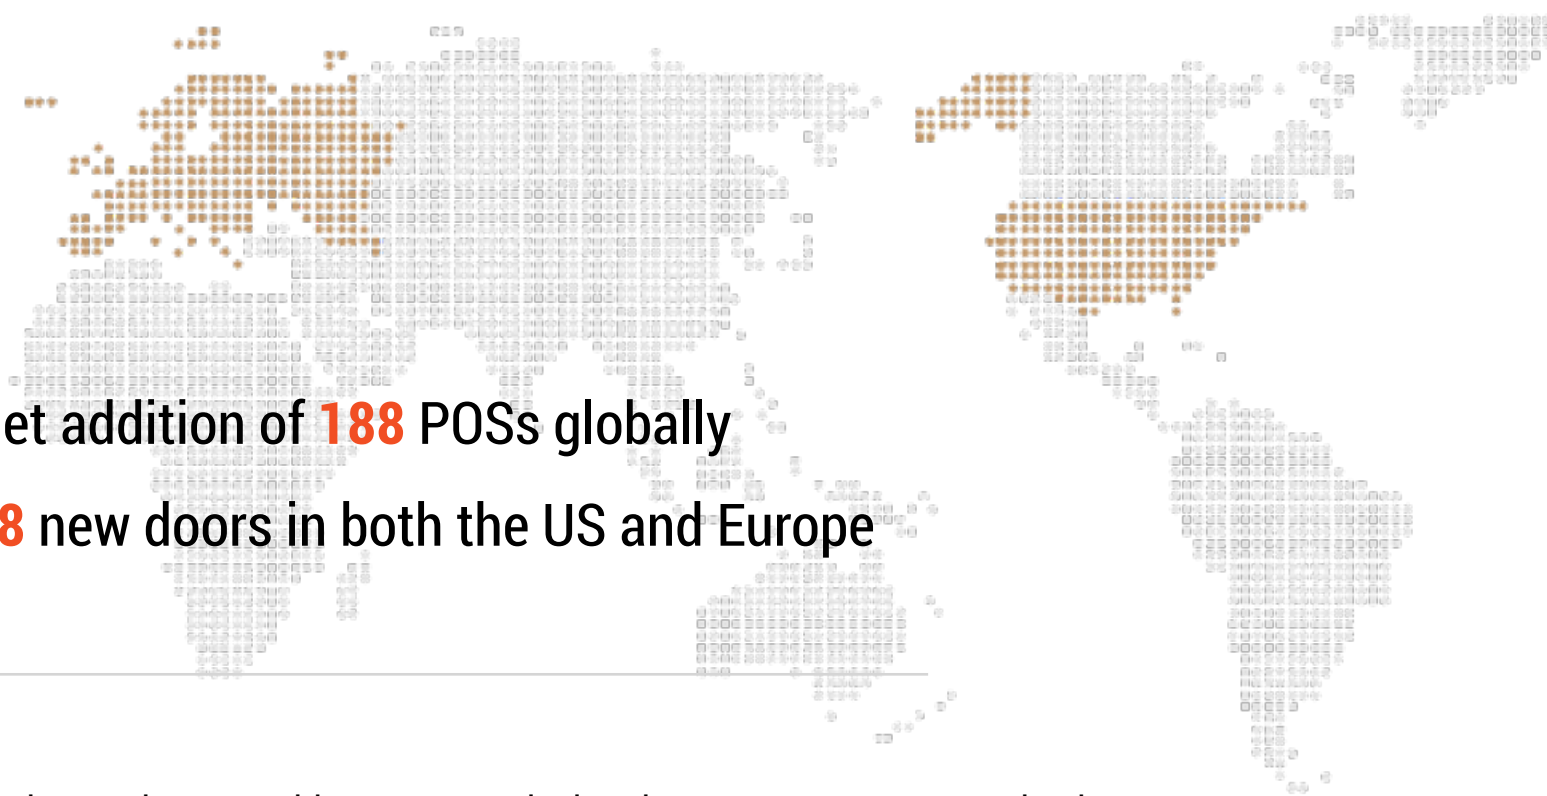 et addition of 188 POSs globally
8 new doors in both the US and Europe